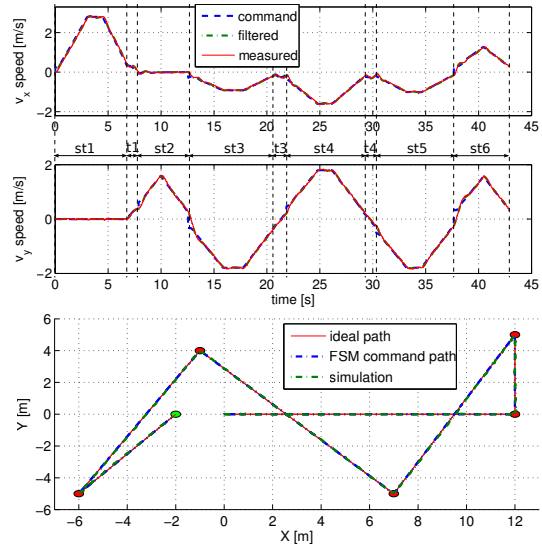 v_x speed [m/s]
2
0
−2
command
filtered
measured
0 5 10 15 20 25 30 35 40 45
st1 t1 st2 st3 t3 st4 t4 st5 st6
v_y speed [m/s]
2
0
−2
0 5 10 15 20 25 30 35 40 45
time [s]
Y [m]
6
4
2
0
−2
−4
−6
ideal path
FSM command path
simulation
−6 −4 −2 0 2 4 6 8 10 12
X [m]